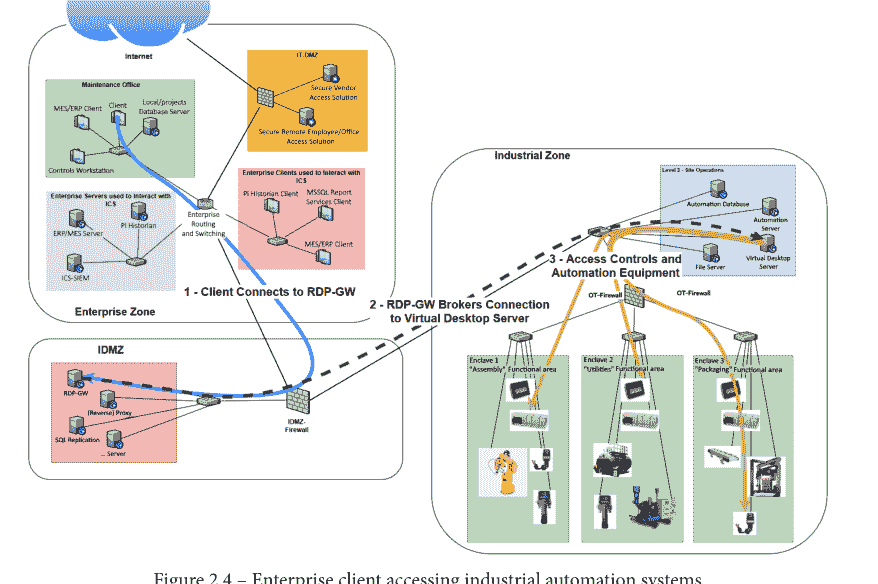 Internet
IT-DMZ
Secure Vendor
Access Solution
Secure Remote Employee/Office
Access Solution
Maintenance Office
MES/ERP Client
Client
Local/projects
Database Server
Controls Workstation
Enterprise Clients used to Interact with
ICS
PI Historian Client
MSSQL Report
Services Client
MES/ERP Client
Enterprise Servers used to Interact with
ICS
ERP/MES Server
PI Historian
ICS-SIEM
Enterprise
Routing
and Switching
1 - Client Connects to RDP-GW
Enterprise Zone
IDMZ
RDP-GW
(Reverse) Proxy
SQL Replication
... Server
IDMZ-
Firewall
2 - RDP-GW Brokers Connection
to Virtual Desktop Server
Industrial Zone
Level 3 - Site Operations
Automation Database
Automation
Server
Virtual Desktop
Server
File Server
3 - Access Controls and
Automation Equipment
OT-Firewall
OT-Firewall
Enclave 1
"Assembly" Functional area
Enclave 2
"Utilities" Functional area
Enclave 3
"Packaging" Functional area
Figure 2.4 – Enterprise client accessing industrial automation systems